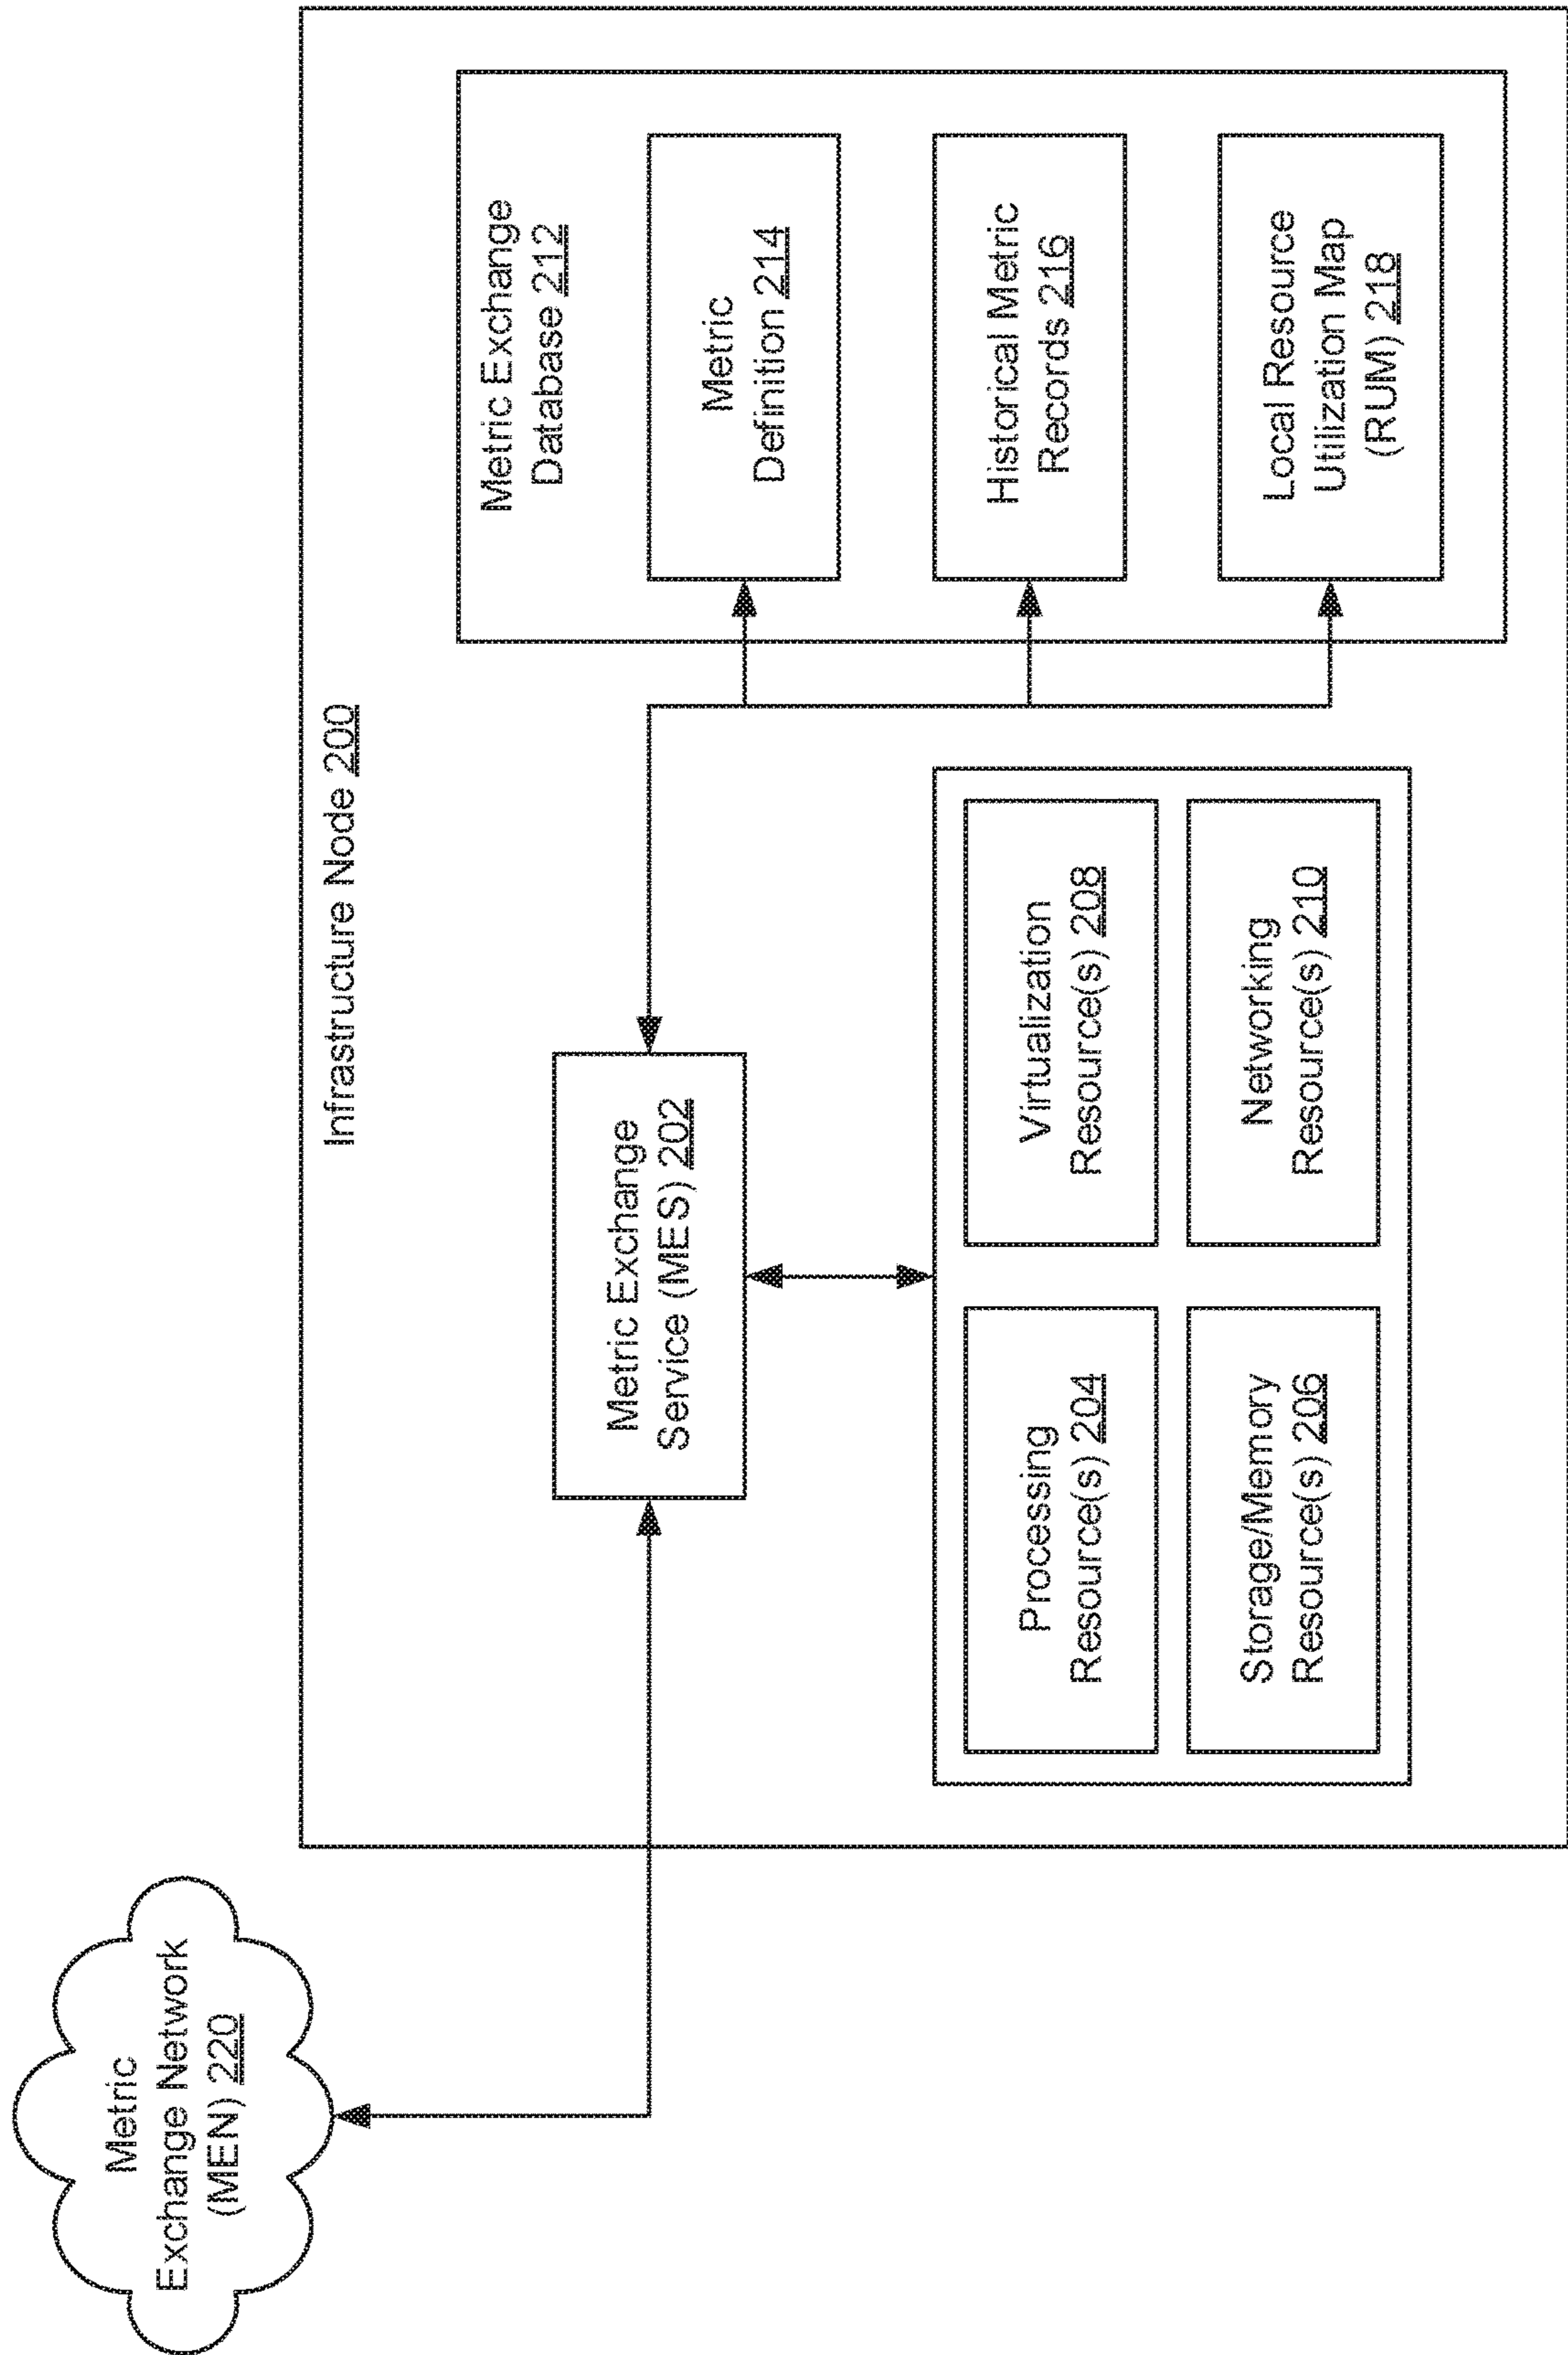 Metric
Exchange Network
(MEN) 220
Infrastructure Node 200
Metric Exchange
Service (MES) 202
Processing
Resource(s) 204
Virtualization
Resource(s) 208
Storage/Memory
Resource(s) 206
Networking
Resource(s) 210
Metric Exchange
Database 212
Metric
Definition 214
Historical Metric
Records 216
Local Resource
Utilization Map
(RUM) 218